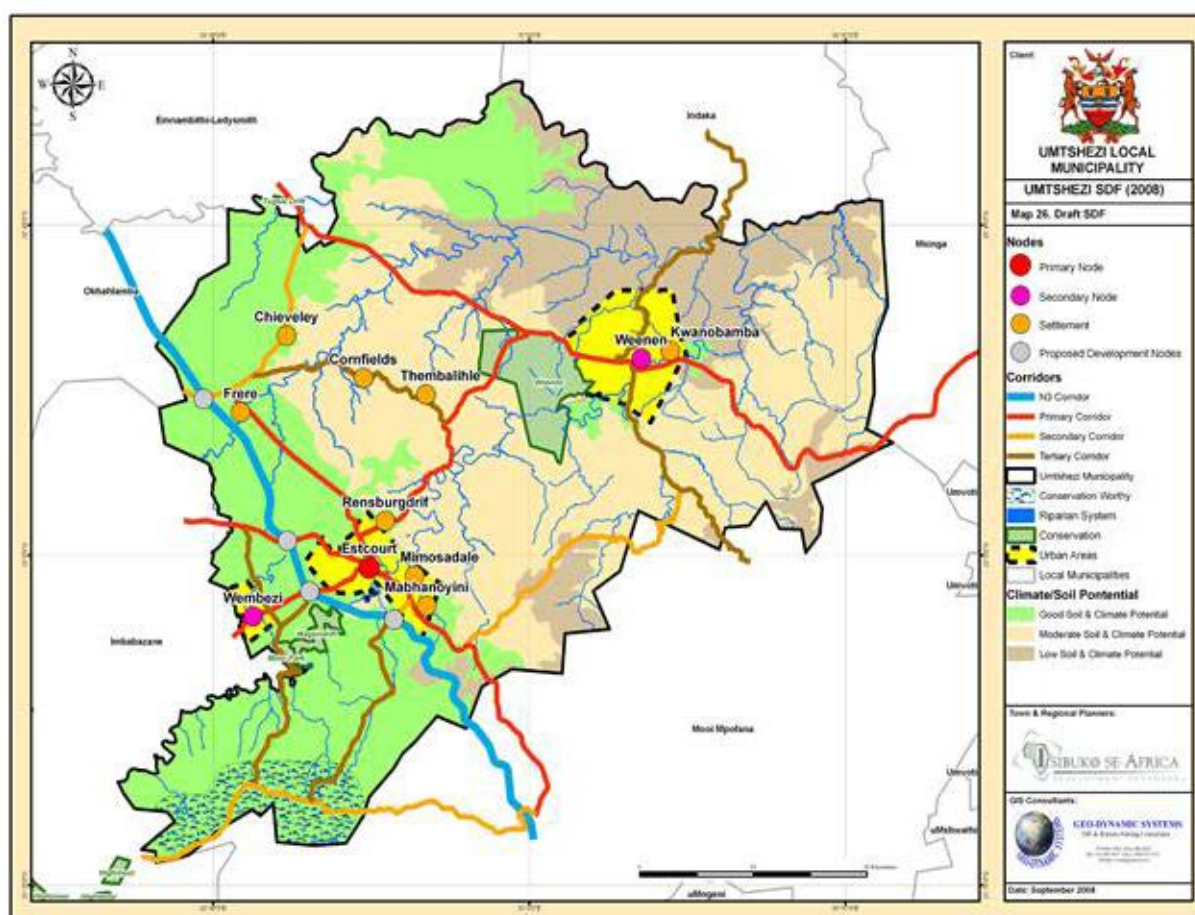 N
W
E
S
Emnambithi-Ladysmith
Indaka
Msinga
Okhahlamba
Chieveley
Cornfields
Thembalihle
Frere
Weenen
Kwanobamba
Rensburgdrif
Estcourt
Mimosadale
Mabhanoyini
Wembezi
Imbabazane
Mooi Mpofana
Umvoti
Umvoti
Umvoti
uMshwathi
uMngeni
Client
UMTSHEZI LOCAL
MUNICIPALITY
UMTSHEZI SDF (2008)
Map 26. Draft SDF
Nodes
Primary Node
Secondary Node
Settlement
Proposed Development Nodes
Corridors
N3 Corridor
Primary Corridor
Secondary Corridor
Tertiary Corridor
Umtshezi Municipality
Conservation Worthy
Riparian System
Conservation
Urban Areas
Local Municipalities
Climate/Soil Pontential
Good Soil & Climate Potential
Moderate Soil & Climate Potential
Low Soil & Climate Potential
Town & Regional Planners:
ISIBUKO SE-AFRICA
GIS Consultants:
GEO-DYNAMIC SYSTEMS
Date: September 2008